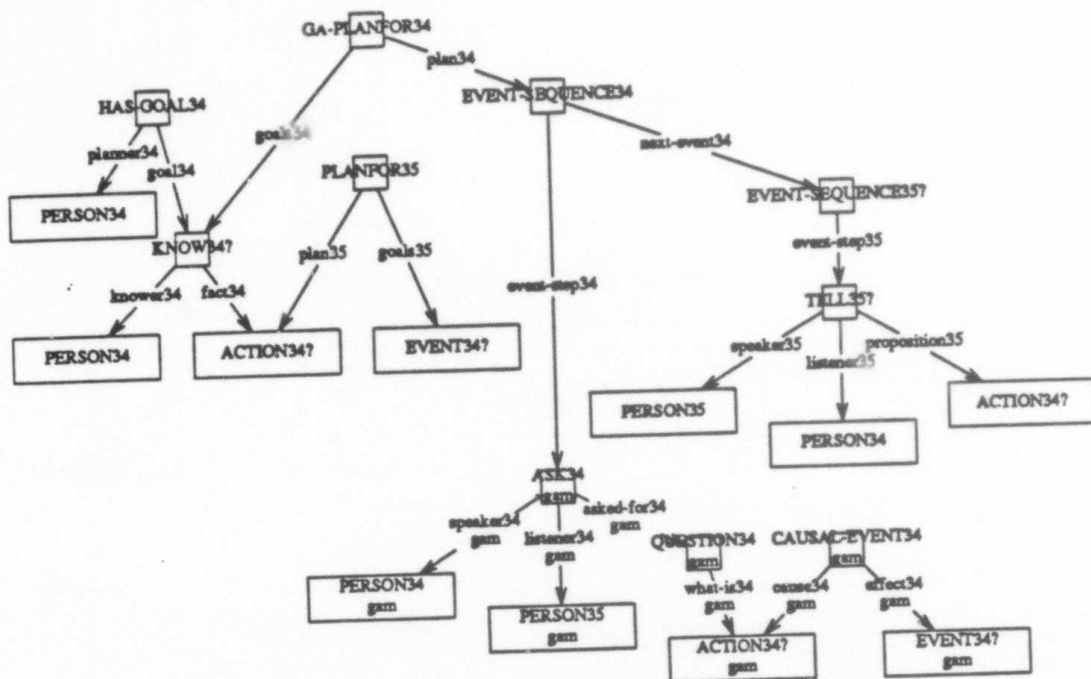 GA-PLANFOR34
plan34
HAS-GOAL34
EVENT-SEQUENCE34
planner34
goal34
goals34
next-event34
PLANFOR35
EVENT-SEQUENCE35?
PERSON34
KNOW34?
plan35
goals35
event-step35
knower34
fact34
event-step34
TELL35?
PERSON34
ACTION34?
EVENT34?
speaker35
listener35
proposition35
PERSON35
PERSON34
ACTION34?
ASK34
gam
speaker34
gam
listener34
gam
asked-for34
gam
QUESTION34
gam
CAUSAL-EVENT34
gam
PERSON34
gam
PERSON35
gam
what-is34
gam
cause34
gam
effect34
gam
ACTION34?
gam
EVENT34?
gam